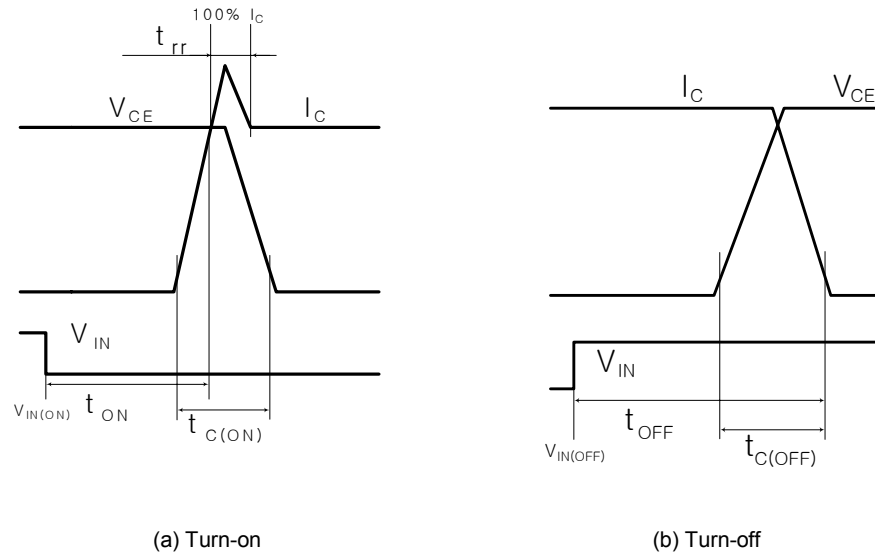 100% I_C
t_rr
V_CE
I_C
V_IN
V_IN(ON)
t_ON
t_C(ON)
(a) Turn-on
I_C
V_CE
V_IN
V_IN(OFF)
t_OFF
t_C(OFF)
(b) Turn-off